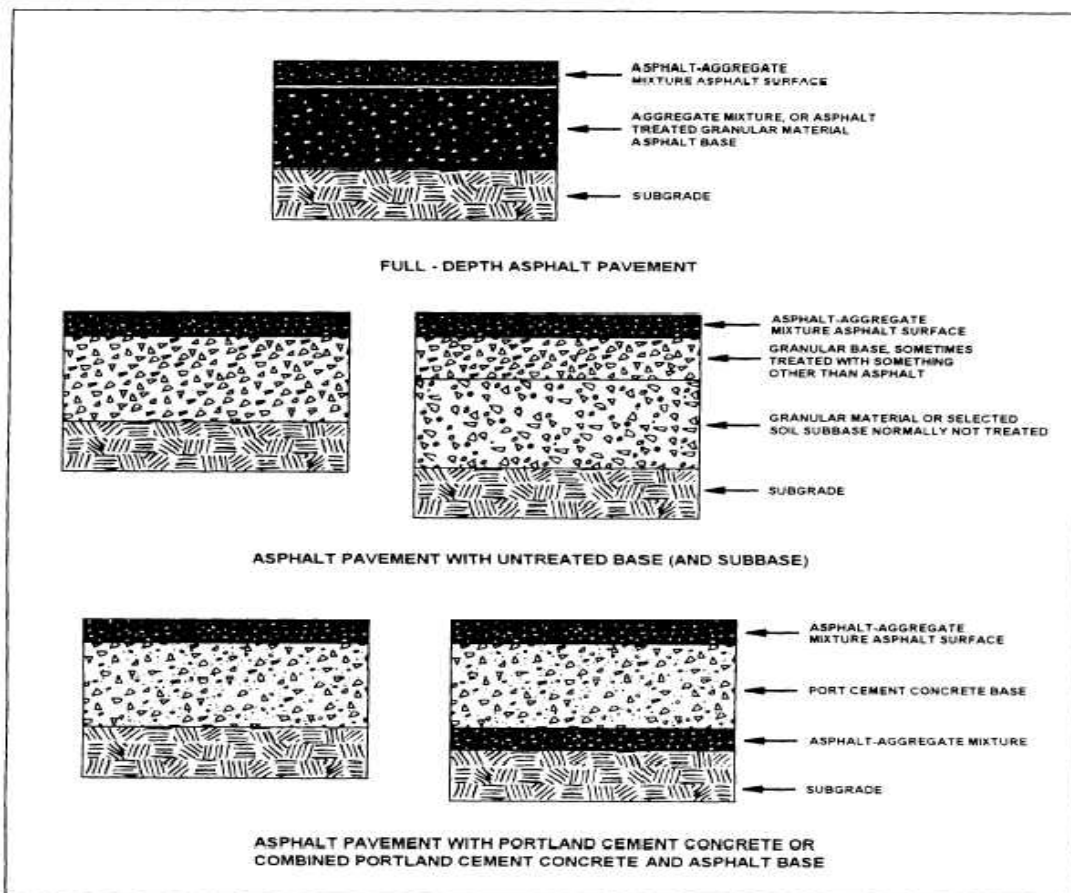 ASPHALT-AGGREGATE
MIXTURE ASPHALT SURFACE
AGGREGATE MIXTURE, OR ASPHALT
TREATED GRANULAR MATERIAL
ASPHALT BASE
SUBGRADE
FULL - DEPTH ASPHALT PAVEMENT
ASPHALT-AGGREGATE
MIXTURE ASPHALT SURFACE
GRANULAR BASE, SOMETIMES
TREATED WITH SOMETHING
OTHER THAN ASPHALT
GRANULAR MATERIAL OR SELECTED
SOIL SUBBASE NORMALLY NOT TREATED
SUBGRADE
ASPHALT PAVEMENT WITH UNTREATED BASE (AND SUBBASE)
ASPHALT-AGGREGATE
MIXTURE ASPHALT SURFACE
PORT CEMENT CONCRETE BASE
ASPHALT-AGGREGATE MIXTURE
SUBGRADE
ASPHALT PAVEMENT WITH PORTLAND CEMENT CONCRETE OR
COMBINED PORTLAND CEMENT CONCRETE AND ASPHALT BASE